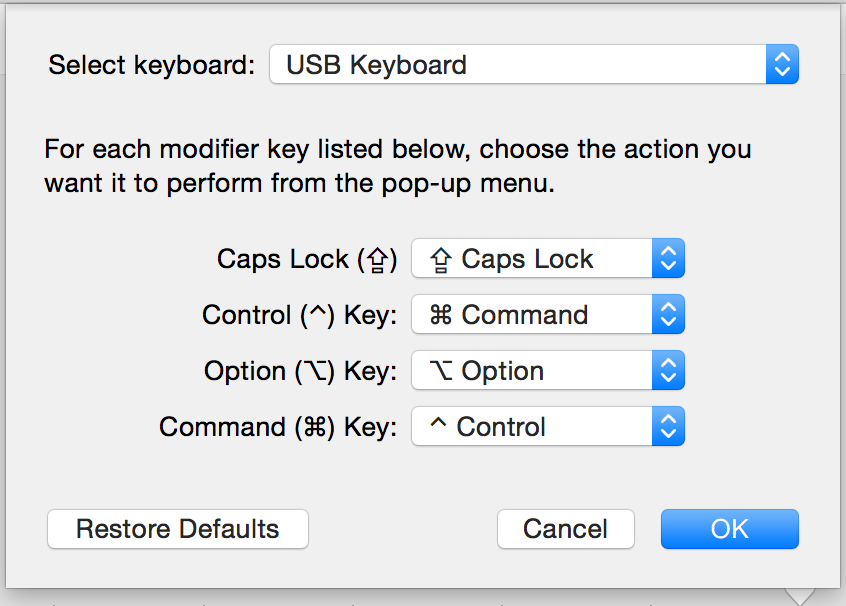 Select keyboard: USB Keyboard
For each modifier key listed below, choose the action you
want it to perform from the pop-up menu.
Caps Lock (⇪) ⇪ Caps Lock
Control (^) Key: ⌘ Command
Option (⌥) Key: ⌥ Option
Command (⌘) Key: ^ Control
Restore Defaults Cancel OK